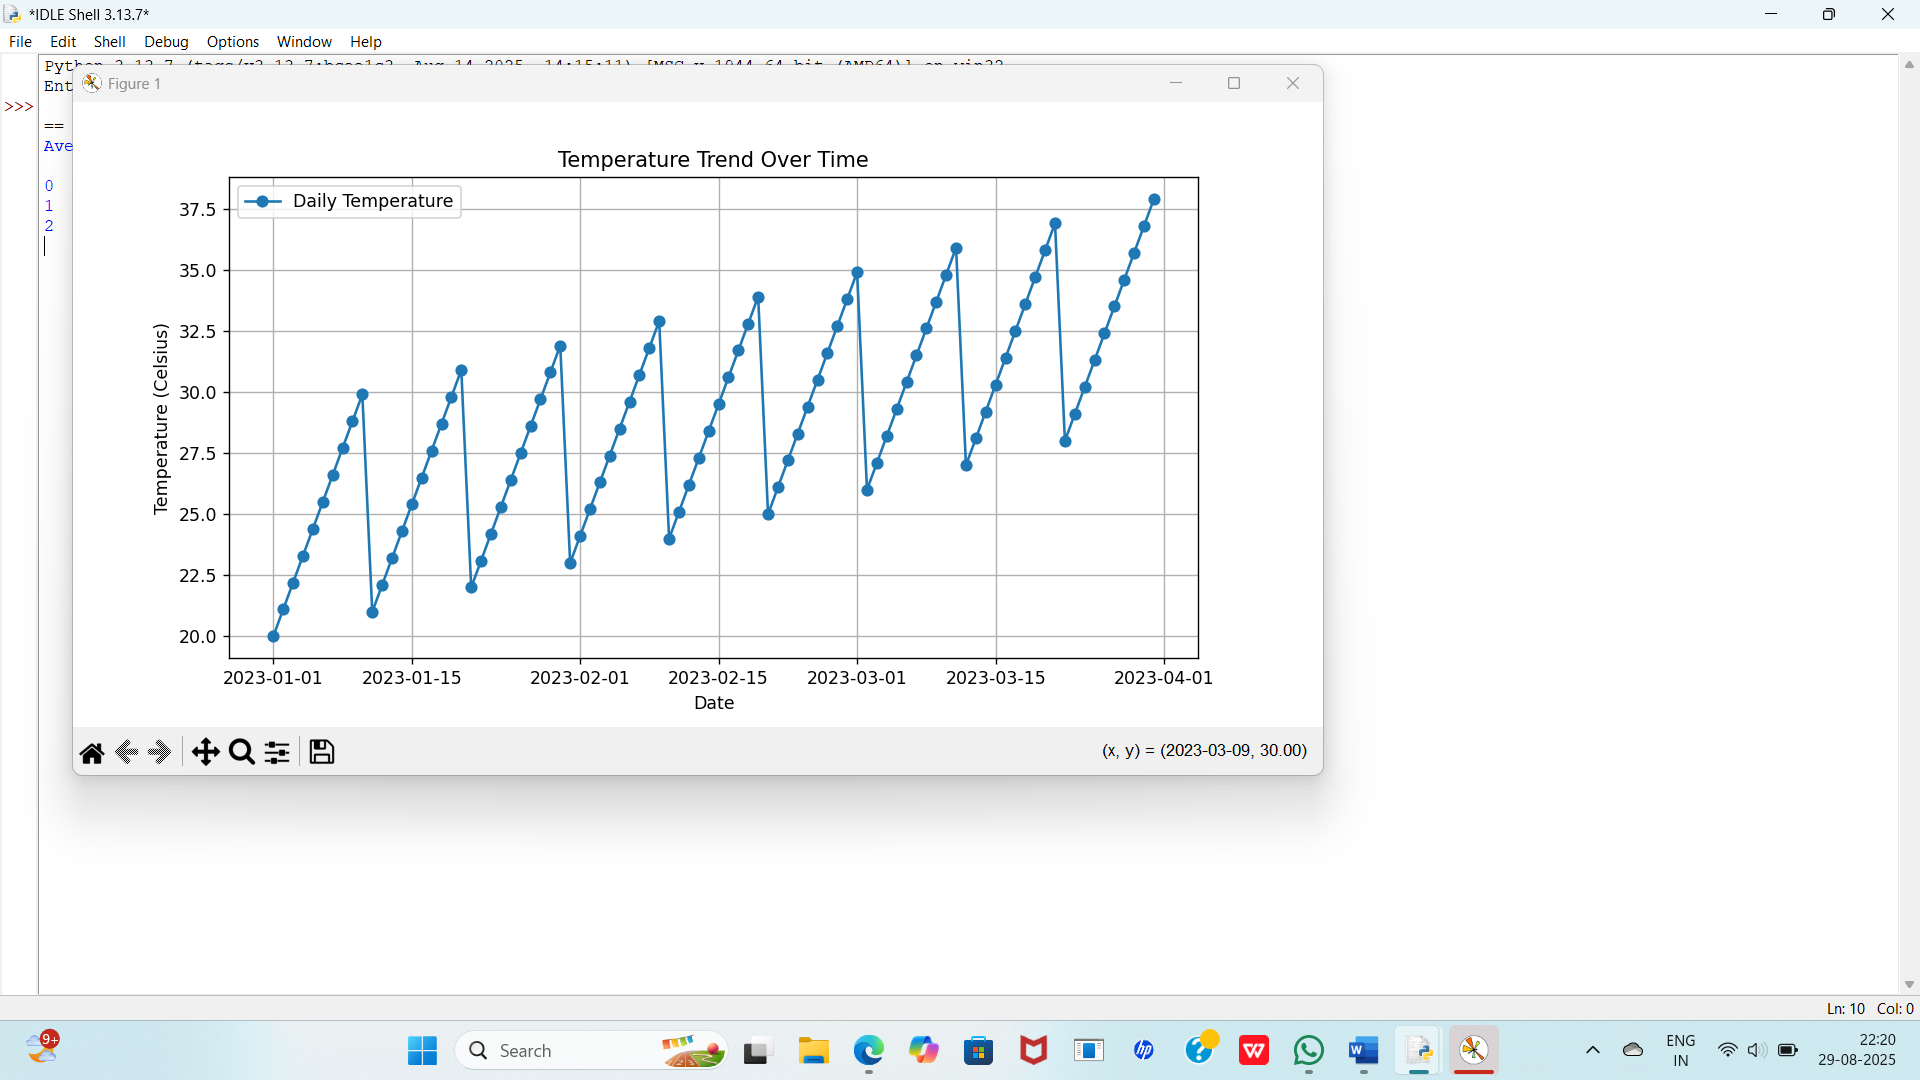 *IDLE Shell 3.13.7*
File Edit Shell Debug Options Window Help
Ent
>>>
==
Ave
0
1
2
Figure 1
Temperature Trend Over Time
Daily Temperature
37.5
35.0
32.5
30.0
27.5
25.0
22.5
20.0
Temperature (Celsius)
2023-01-01 2023-01-15 2023-02-01 2023-02-15 2023-03-01 2023-03-15 2023-04-01
Date
(x, y) = (2023-03-09, 30.00)
Ln: 10 Col: 0
9+
Search
hp
W
W
ENG
IN
22:20
29-08-2025